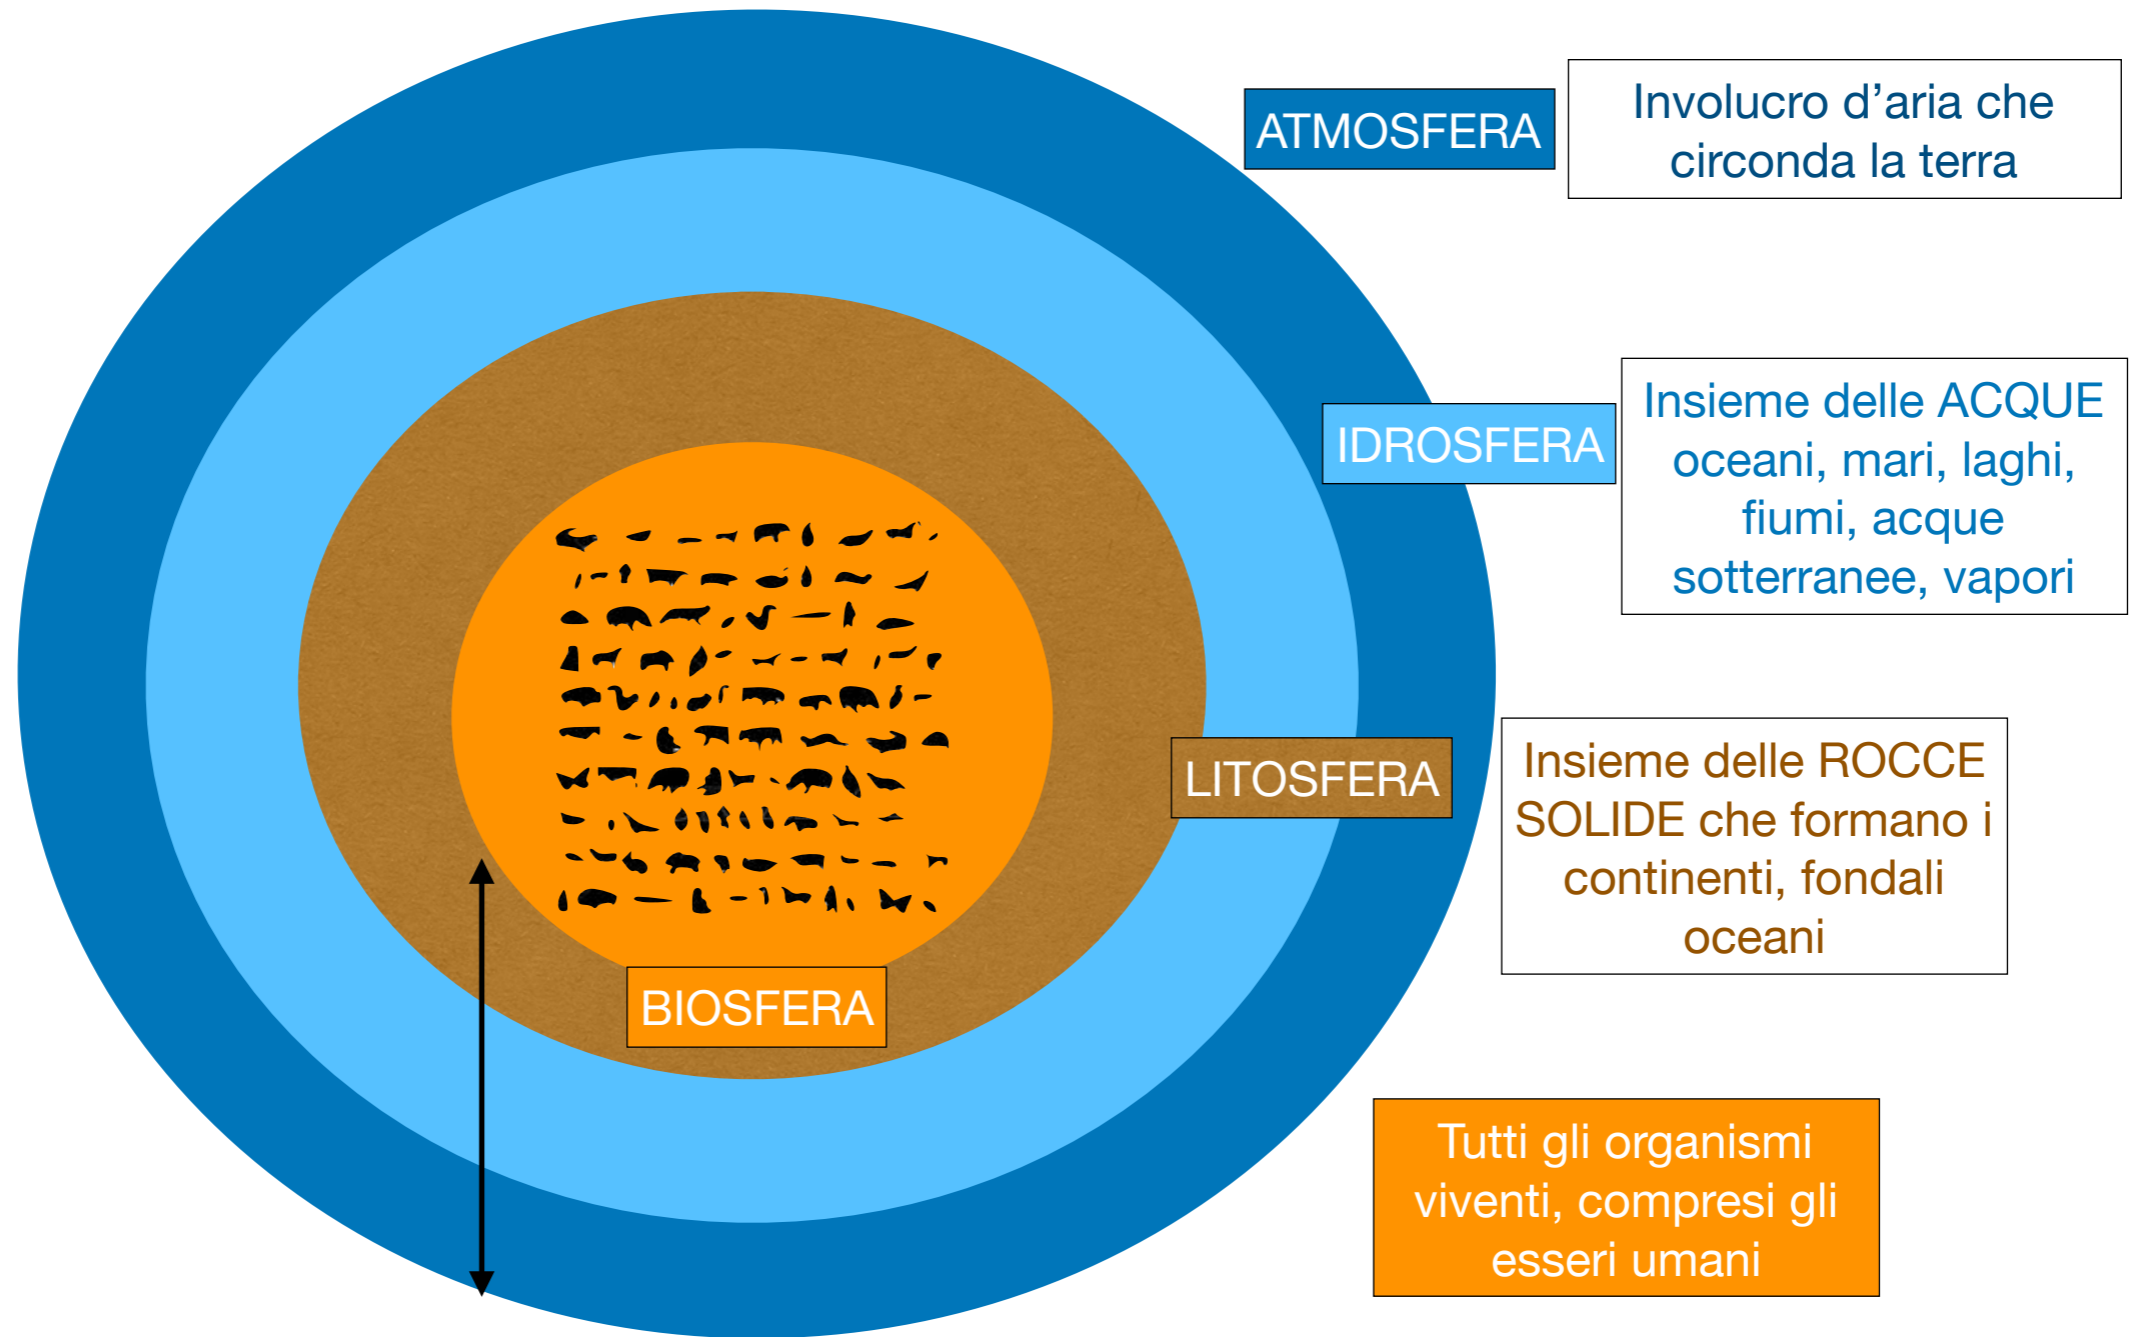 ATMOSFERA
Involucro d’aria che
circonda la terra
IDROSFERA
Insieme delle ACQUE
oceani, mari, laghi,
fiumi, acque
sotterranee, vapori
LITOSFERA
Insieme delle ROCCE
SOLIDE che formano i
continenti, fondali
oceani
BIOSFERA
Tutti gli organismi
viventi, compresi gli
esseri umani